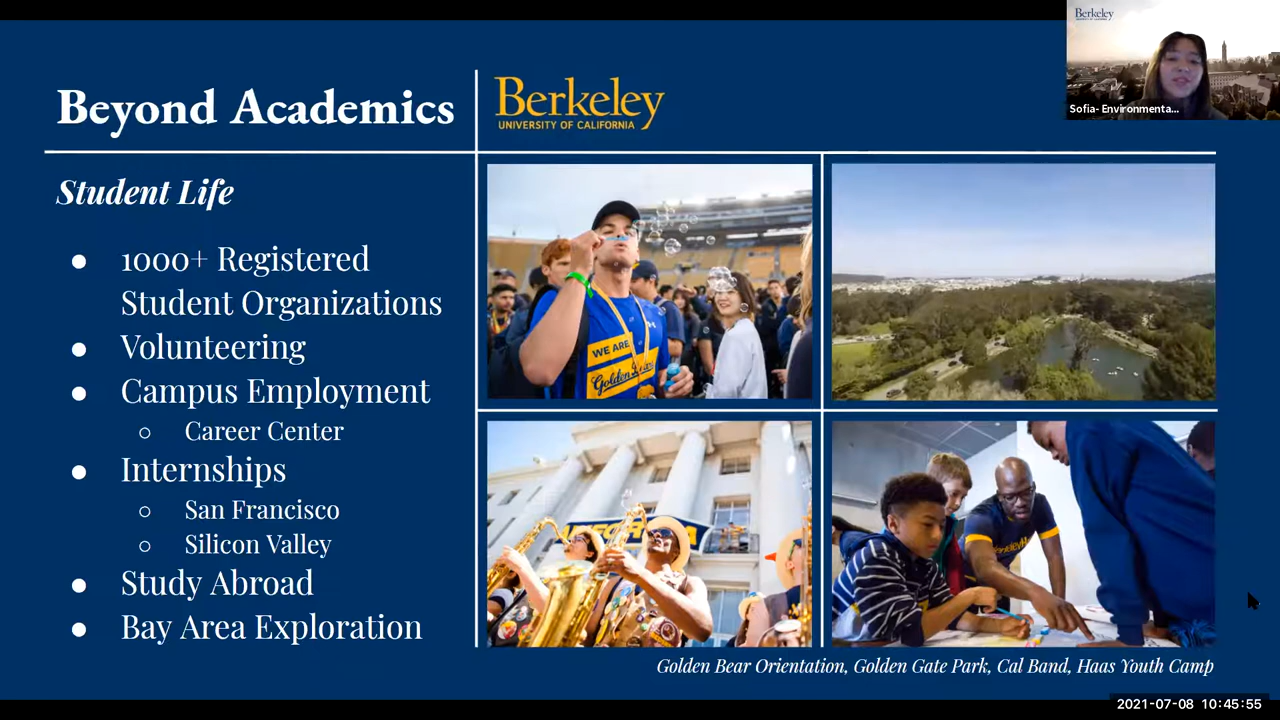 Berkeley
Sofia- Environmenta...
Beyond Academics
Berkeley
UNIVERSITY OF CALIFORNIA
Student Life
● 1000+ Registered
Student Organizations
● Volunteering
● Campus Employment
○ Career Center
● Internships
○ San Francisco
○ Silicon Valley
● Study Abroad
● Bay Area Exploration
WE ARE
Golden Bears
Golden Bear Orientation, Golden Gate Park, Cal Band, Haas Youth Camp
2021-07-08 10:45:55